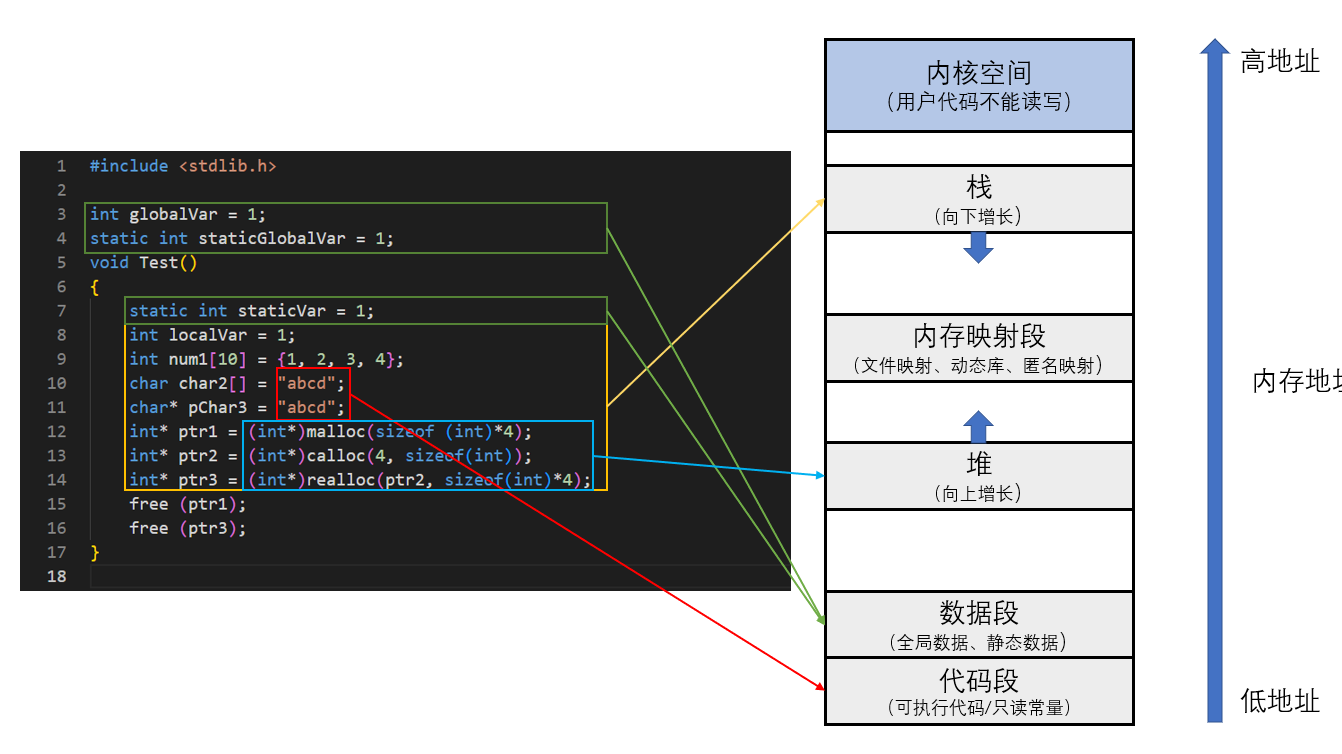 1 #include <stdlib.h>
2
3 int globalVar = 1;
4 static int staticGlobalVar = 1;
5 void Test()
6 {
7 static int staticVar = 1;
8 int localVar = 1;
9 int num1[10] = {1, 2, 3, 4};
10 char char2[] = "abcd";
11 char* pChar3 = "abcd";
12 int* ptr1 = (int*)malloc(sizeof (int)*4);
13 int* ptr2 = (int*)calloc(4, sizeof(int));
14 int* ptr3 = (int*)realloc(ptr2, sizeof(int)*4);
15 free (ptr1);
16 free (ptr3);
17 }
18
内核空间
（用户代码不能读写）
栈
（向下增长）
内存映射段
（文件映射、动态库、匿名映射）
堆
（向上增长）
数据段
（全局数据、静态数据）
代码段
（可执行代码/只读常量）
高地址
内存地
低地址